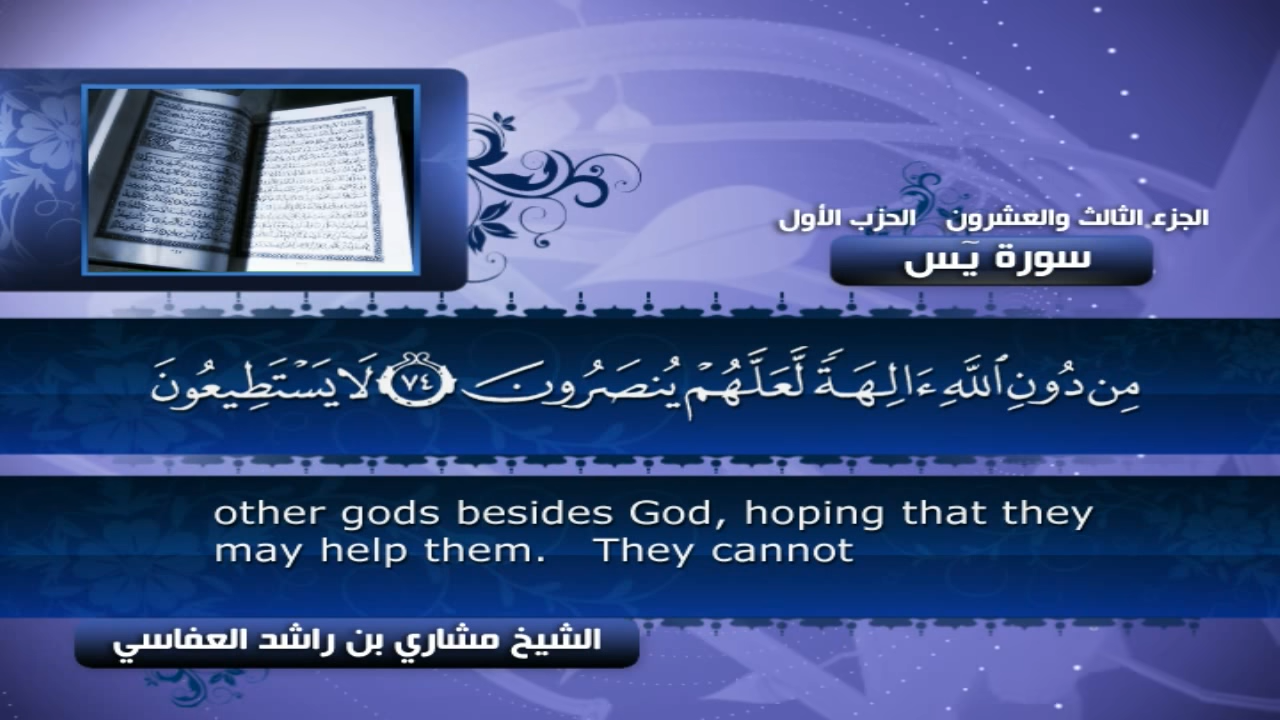 الجزء الثالث والعشرون الحزب الأول
سورة يٓس
مِن دُونِ ٱللَّهِ ءَالِهَةٗ لَّعَلَّهُمۡ يُنصَرُونَ ٧٤ لَا يَسۡتَطِيعُونَ
other gods besides God, hoping that they
may help them. They cannot
الشيخ مشاري بن راشد العفاسي